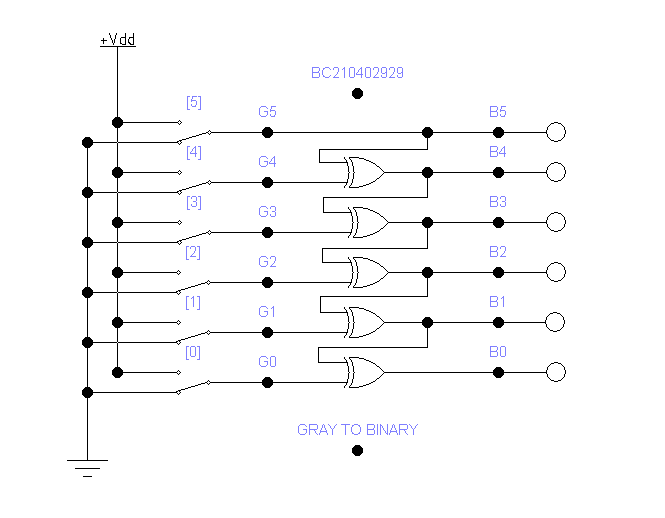 +Vdd
BC210402929
[5] G5 B5
[4] G4 B4
[3] G3 B3
[2] G2 B2
[1] G1 B1
[0] G0 B0
GRAY TO BINARY